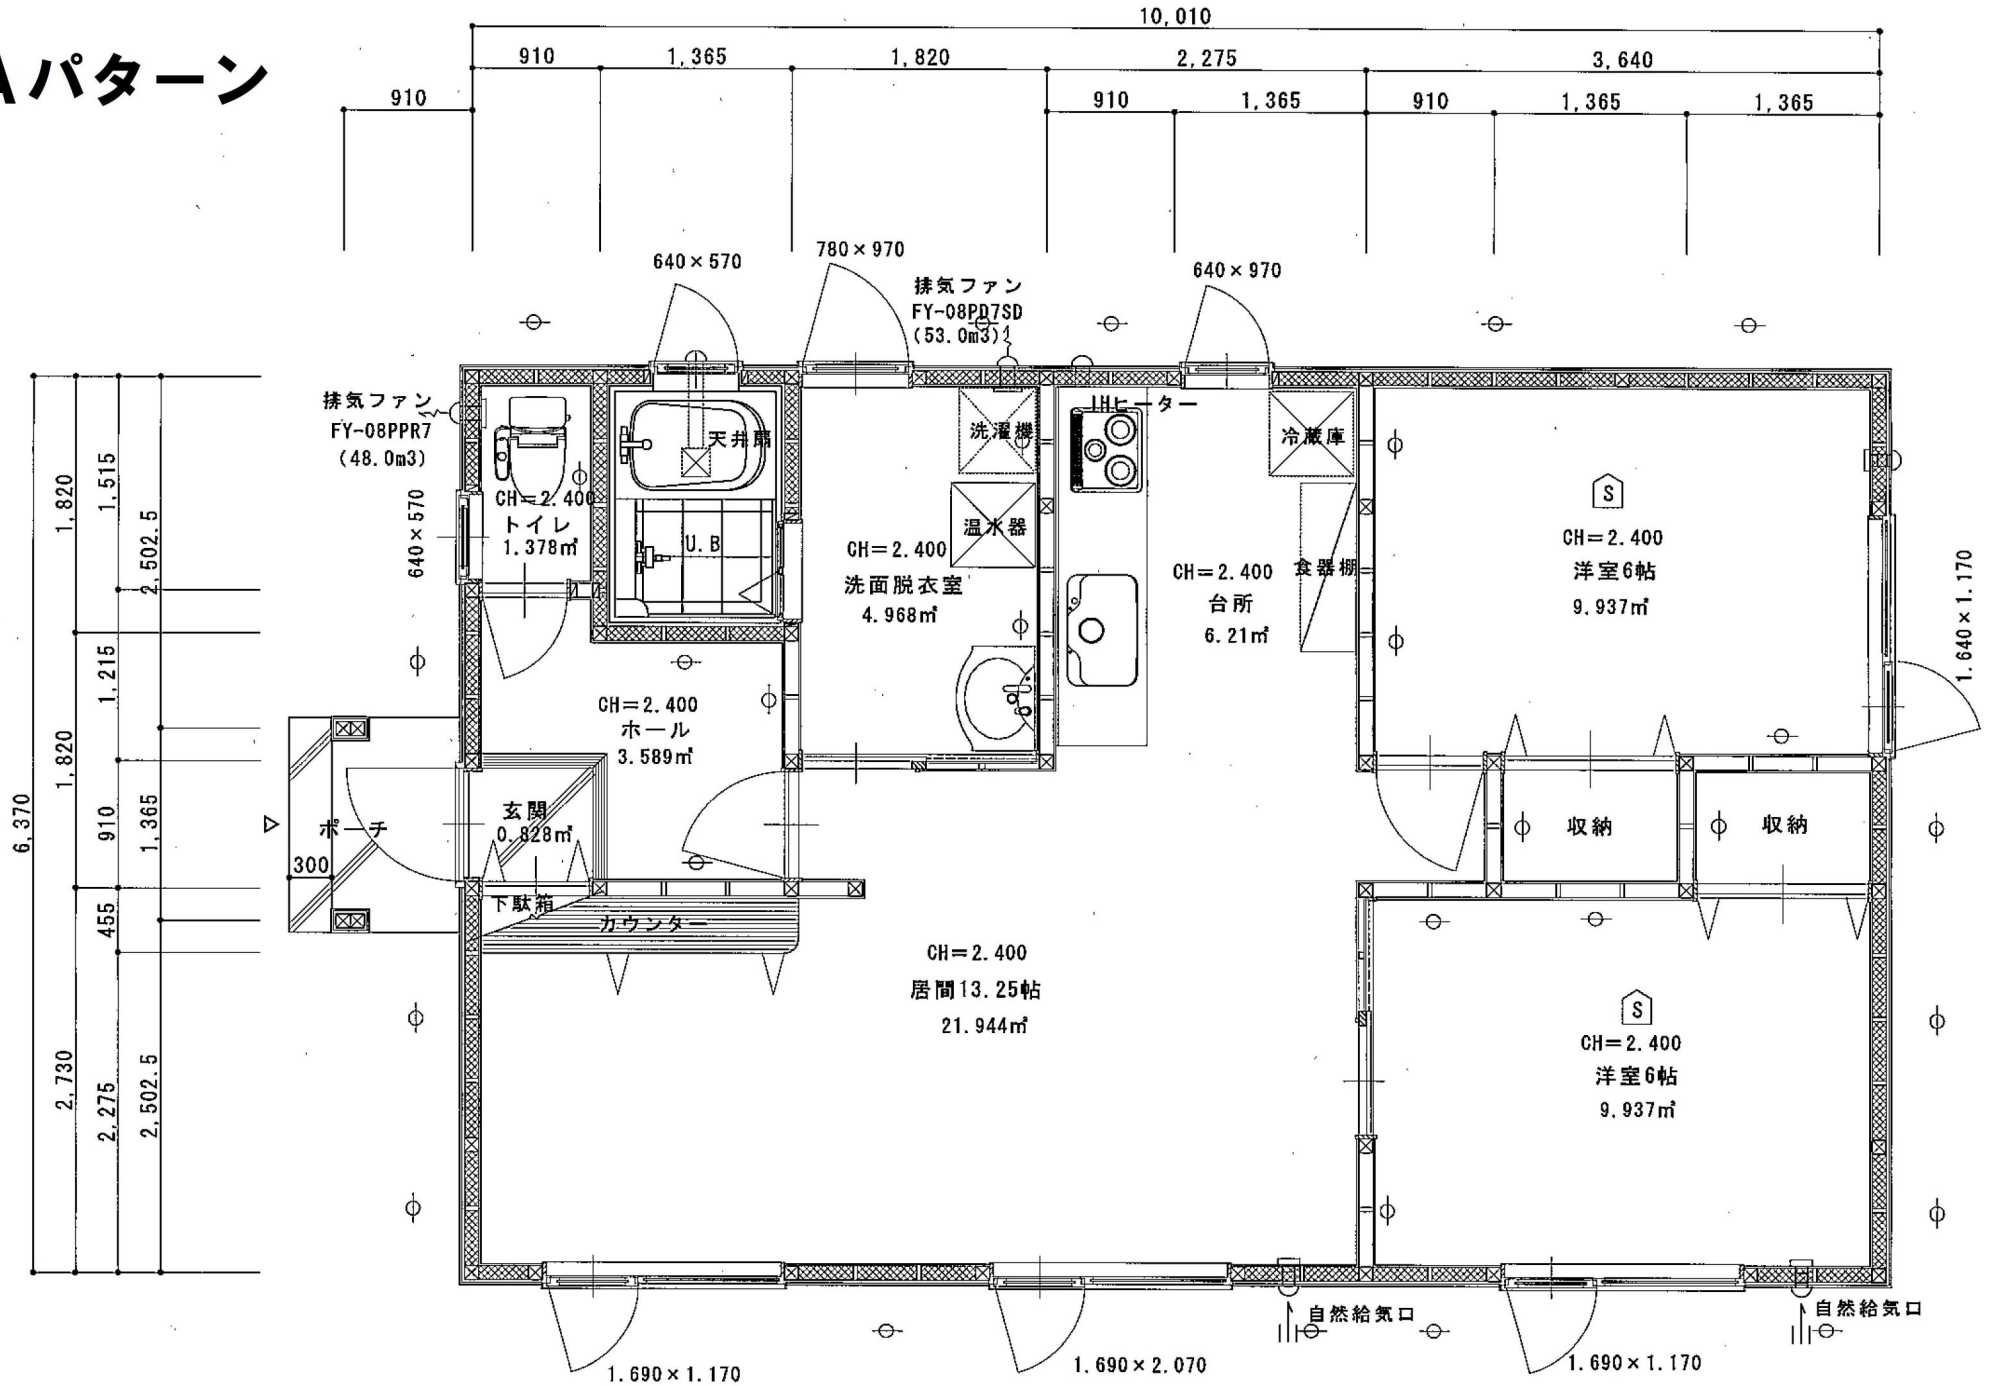 Aパターン
10,010
910
1,365
1,820
2,275
3,640
910
910
1,365
910
1,365
1,365
640×570
780×970
排気ファン
FY-08PD7SD
(53.0m3)
640×970
排気ファン
FY-08PPR7
(48.0m3)
640×570
CH=2.400
トイレ
1.378㎡
天井扇
U.B
洗濯機
温水器
CH=2.400
洗面脱衣室
4.968㎡
IHヒーター
冷蔵庫
食器棚
CH=2.400
台所
6.21㎡
S
CH=2.400
洋室6帖
9.937㎡
1.640×1.170
6,370
1,820
1,820
2,730
1,515
1,215
910
455
2,275
2,502.5
1,365
2,502.5
CH=2.400
ホール
3.589㎡
玄関
0.828㎡
ポーチ
300
下駄箱
カウンター
収納
収納
CH=2.400
居間13.25帖
21.944㎡
S
CH=2.400
洋室6帖
9.937㎡
自然給気口
自然給気口
1.690×1.170
1.690×2.070
1.690×1.170